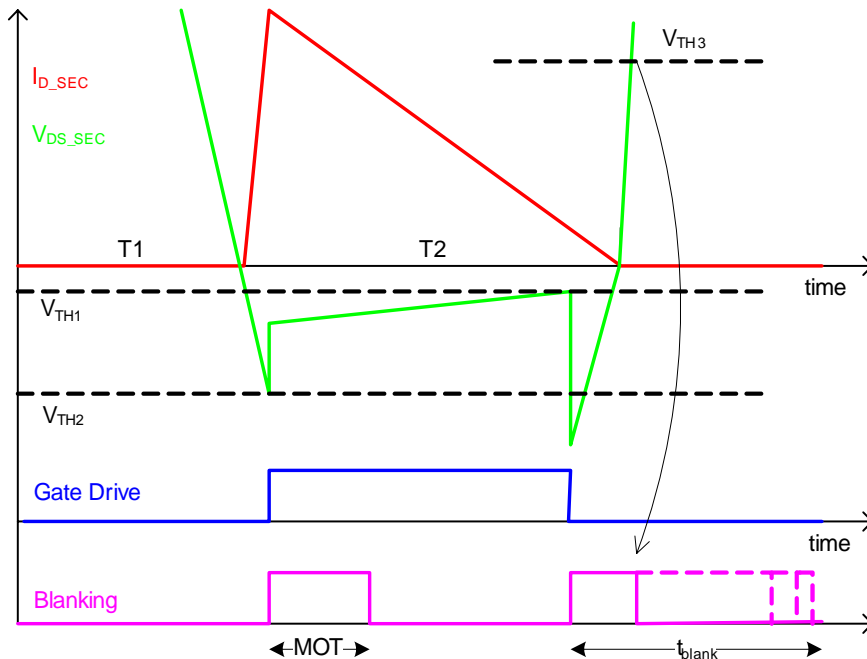 V_TH3
I_D_SEC
V_DS_SEC
T1
T2
time
V_TH1
V_TH2
Gate Drive
time
Blanking
MOT
t_blank